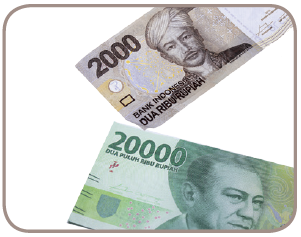 2000
BANK INDONESIA
DUA RIBU RUPIAH
20000
DUA PULUH RIBU RUPIAH